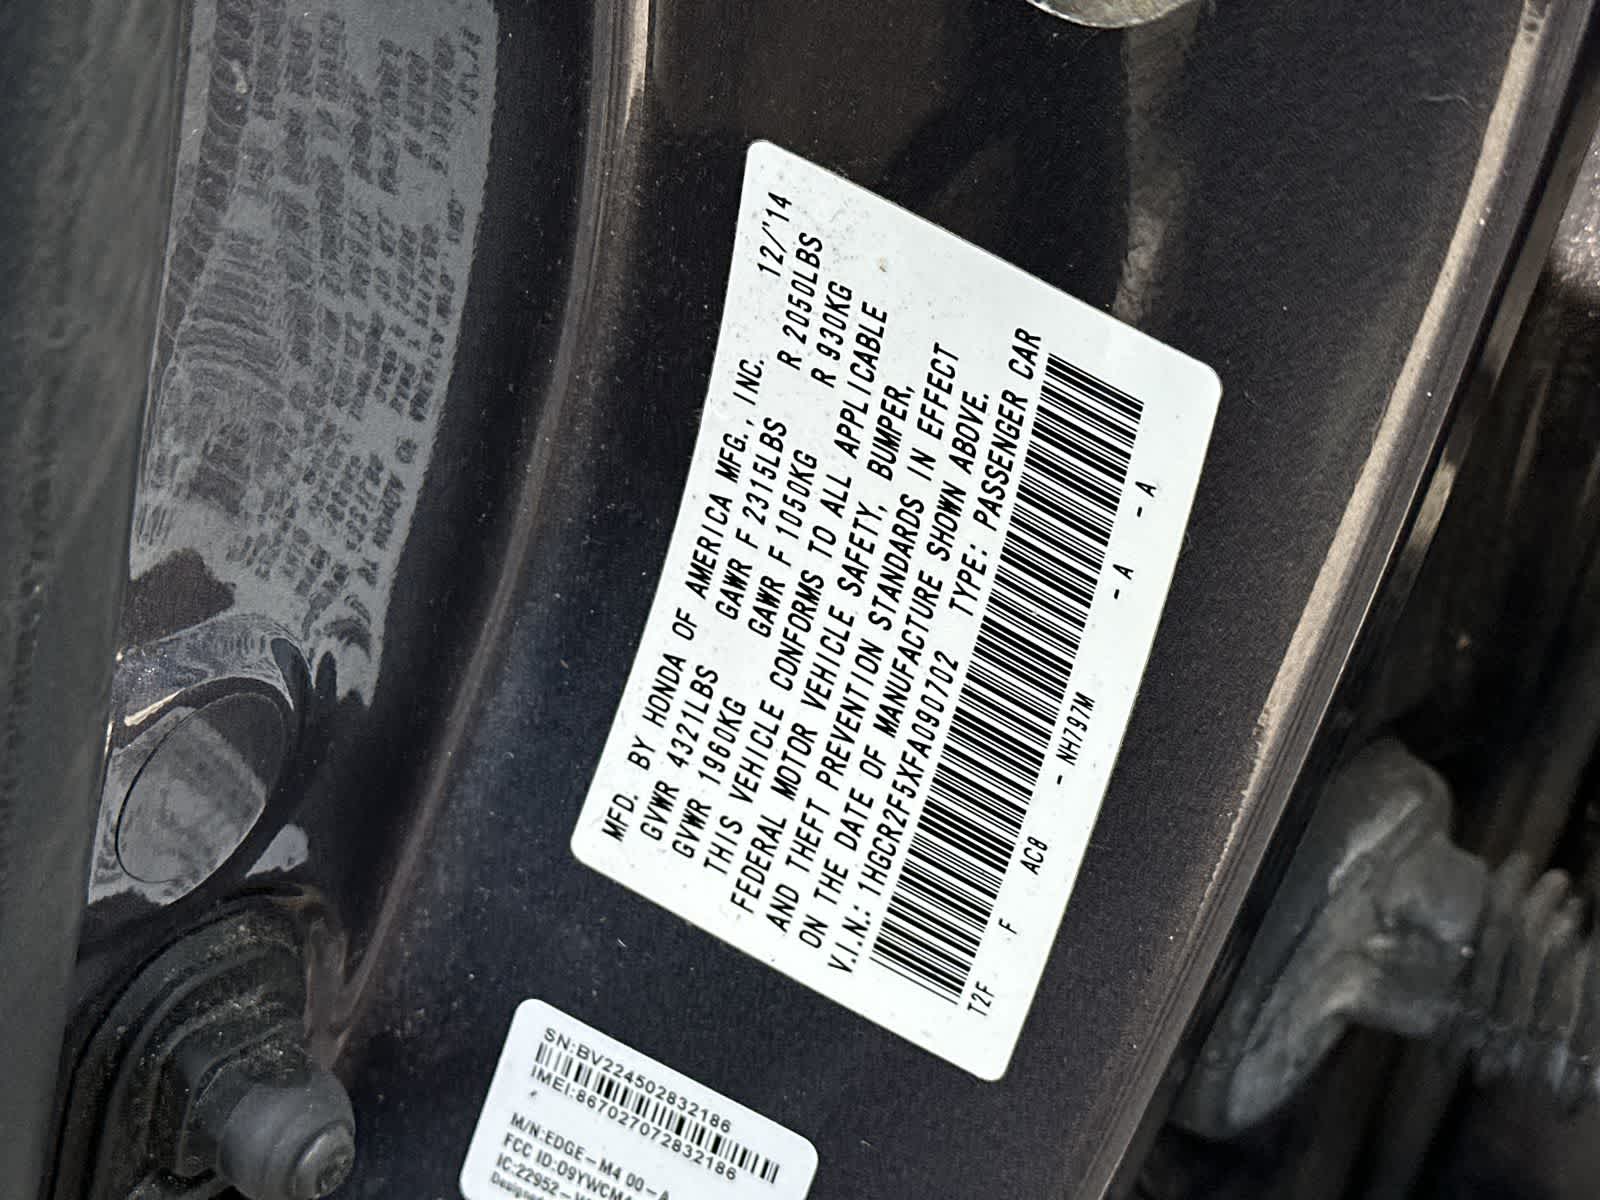 MFD. BY HONDA OF AMERICA MFG., INC. 12/'14
GVWR 4321LBS GAWR F 2315LBS R 2050LBS
GVWR 1960KG GAWR F 1050KG R 930KG
THIS VEHICLE CONFORMS TO ALL APPLICABLE
FEDERAL MOTOR VEHICLE SAFETY, BUMPER,
AND THEFT PREVENTION STANDARDS IN EFFECT
ON THE DATE OF MANUFACTURE SHOWN ABOVE.
V.I.N.: 1HGCR2F5XFA090702 TYPE: PASSENGER CAR
T2F F AC8 - NH797M - A - A
SN:BV224502832186
IMEI:867027072832186
M/N:EDGE-M4 00-A
FCC ID:D9YWCM4
IC:22952-W
Designed